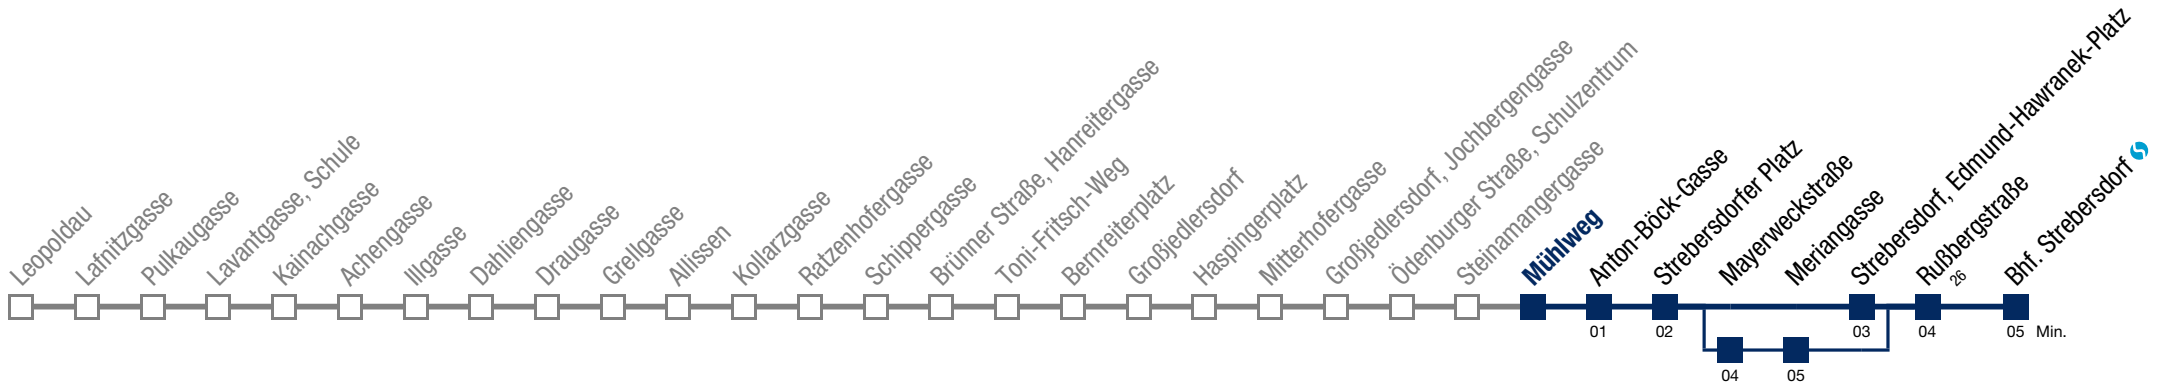 Leopoldau
Lafnitzgasse
Pulkaugasse
Lavantgasse, Schule
Kainachgasse
Achengasse
Illgasse
Dahliengasse
Draugasse
Grellgasse
Allissen
Kollarzgasse
Ratzenhofergasse
Schippergasse
Brünner Straße, Hanreitergasse
Toni-Fritsch-Weg
Bernreiterplatz
Großjedlersdorf
Haspingerplatz
Mitterhofergasse
Großjedlersdorf, Jochbergengasse
Ödenburger Straße, Schulzentrum
Steinamangergasse
Mühlweg
Anton-Böck-Gasse
Strebersdorfer Platz
Mayerweckstraße
Meriangasse
Strebersdorf, Edmund-Hawranek-Platz
Rußbergstraße
26
Bhf. Strebersdorf
01 02 03 04 05 Min.
04 05